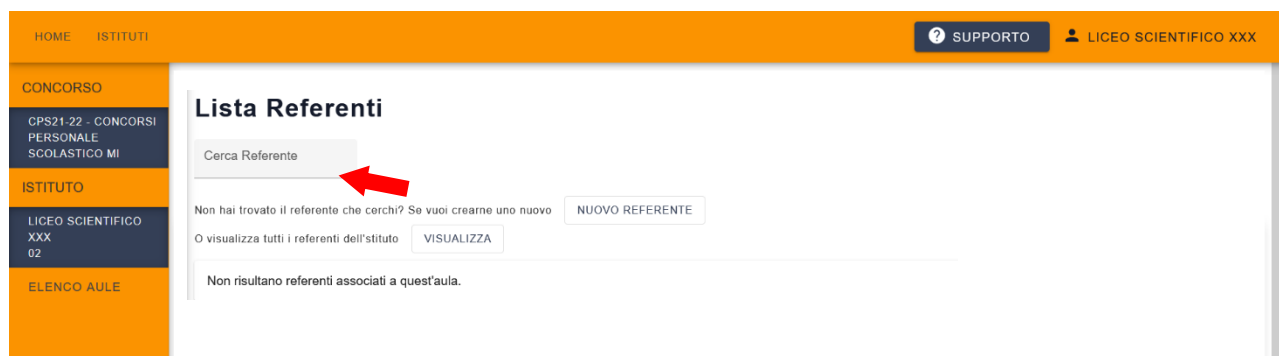 HOME ISTITUTI
? SUPPORTO LICEO SCIENTIFICO XXX
CONCORSO
CPS21-22 - CONCORSI
PERSONALE
SCOLASTICO MI
ISTITUTO
LICEO SCIENTIFICO
XXX
02
ELENCO AULE
Lista Referenti
Cerca Referente
Non hai trovato il referente che cerchi? Se vuoi crearne uno nuovo NUOVO REFERENTE
O visualizza tutti i referenti dell'stituto VISUALIZZA
Non risultano referenti associati a quest'aula.